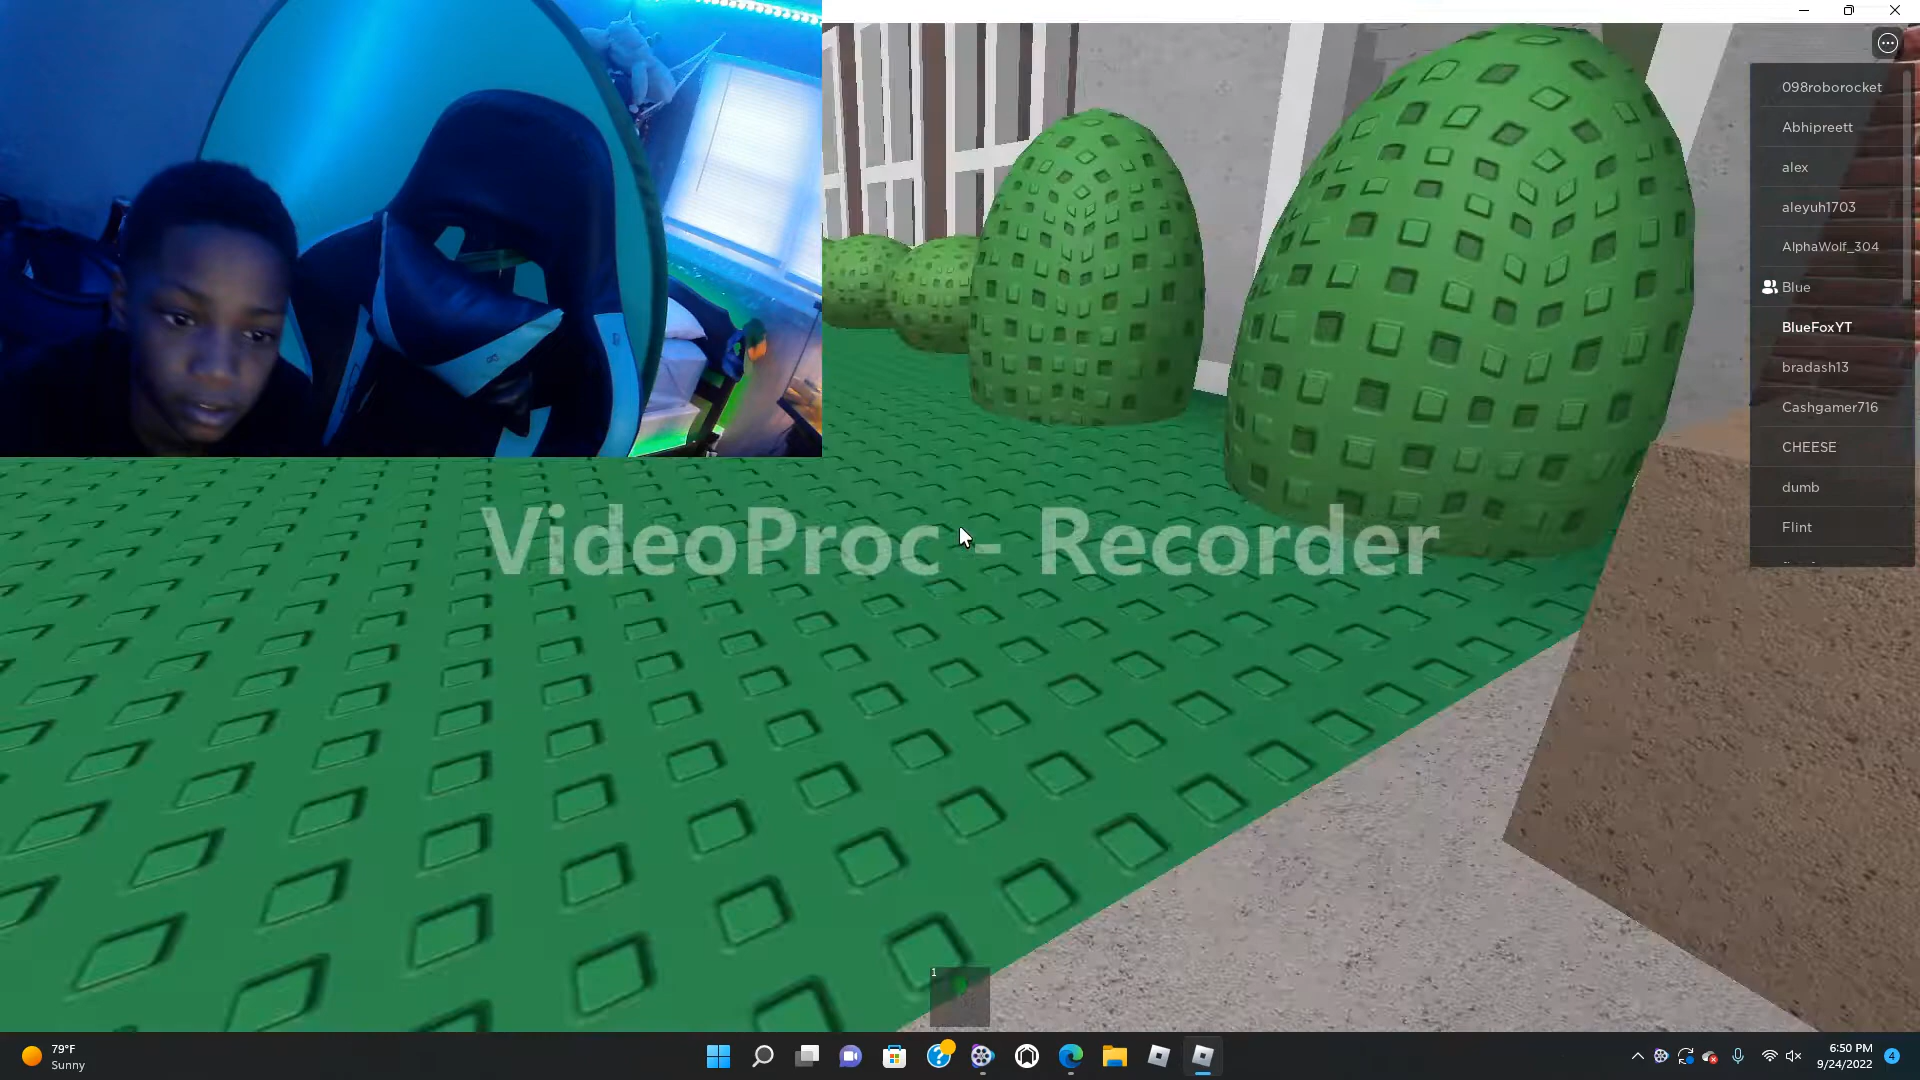 098roborocket
Abhipreett
alex
aleyuh1703
AlphaWolf_304
Blue
BlueFoxYT
bradash13
Cashgamer716
CHEESE
dumb
Flint
VideoProc - Recorder
1
79°F
Sunny
6:50 PM
9/24/2022
4